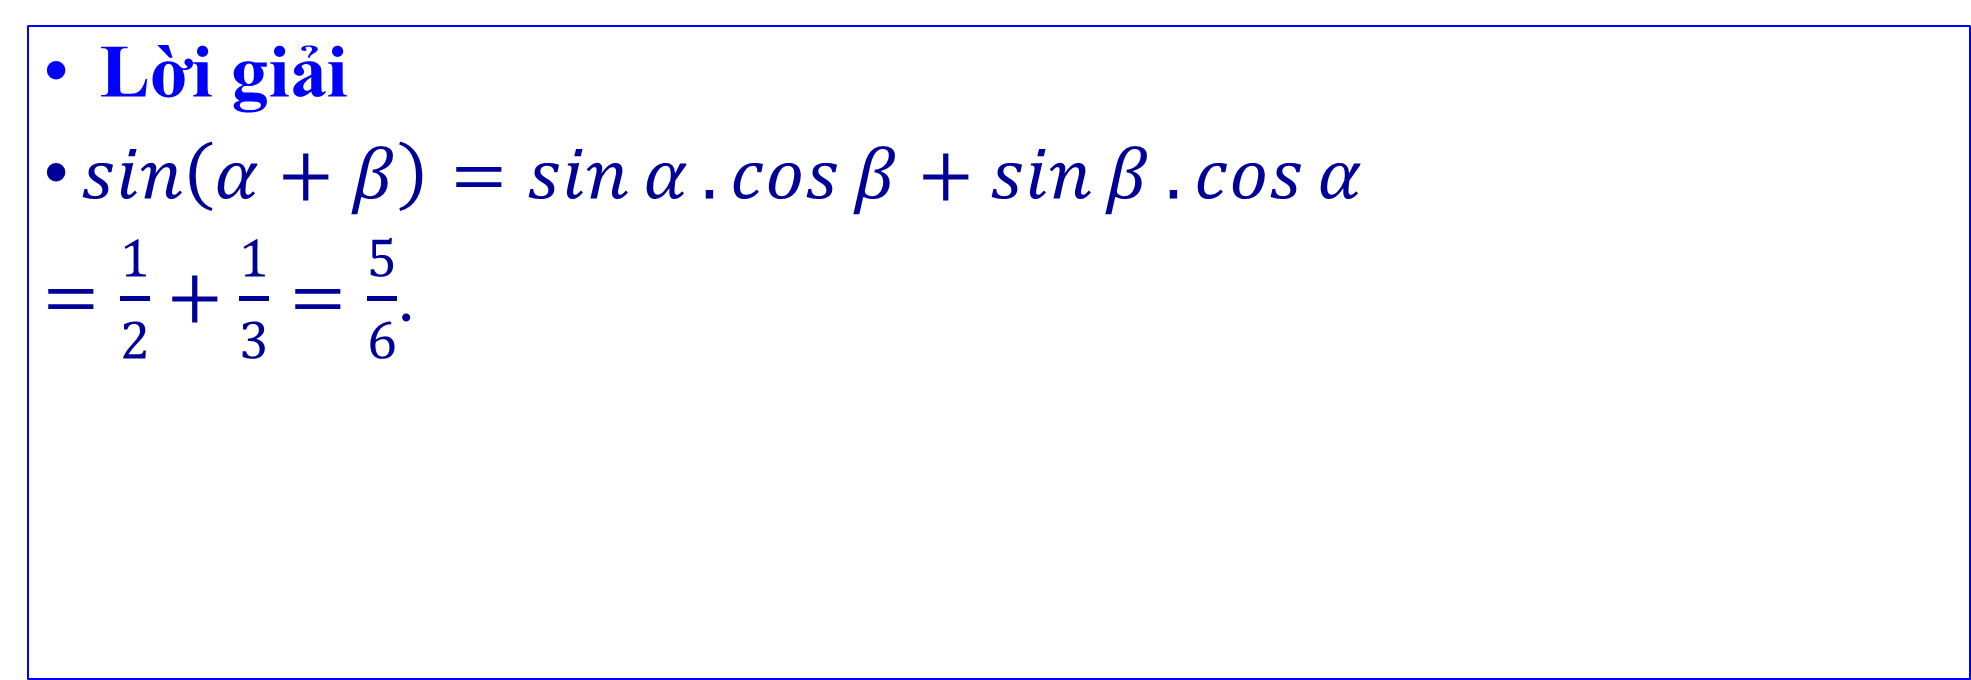 • Lời giải
• sin(α + β) = sin α . cos β + sin β . cos α
= 1/2 + 1/3 = 5/6.